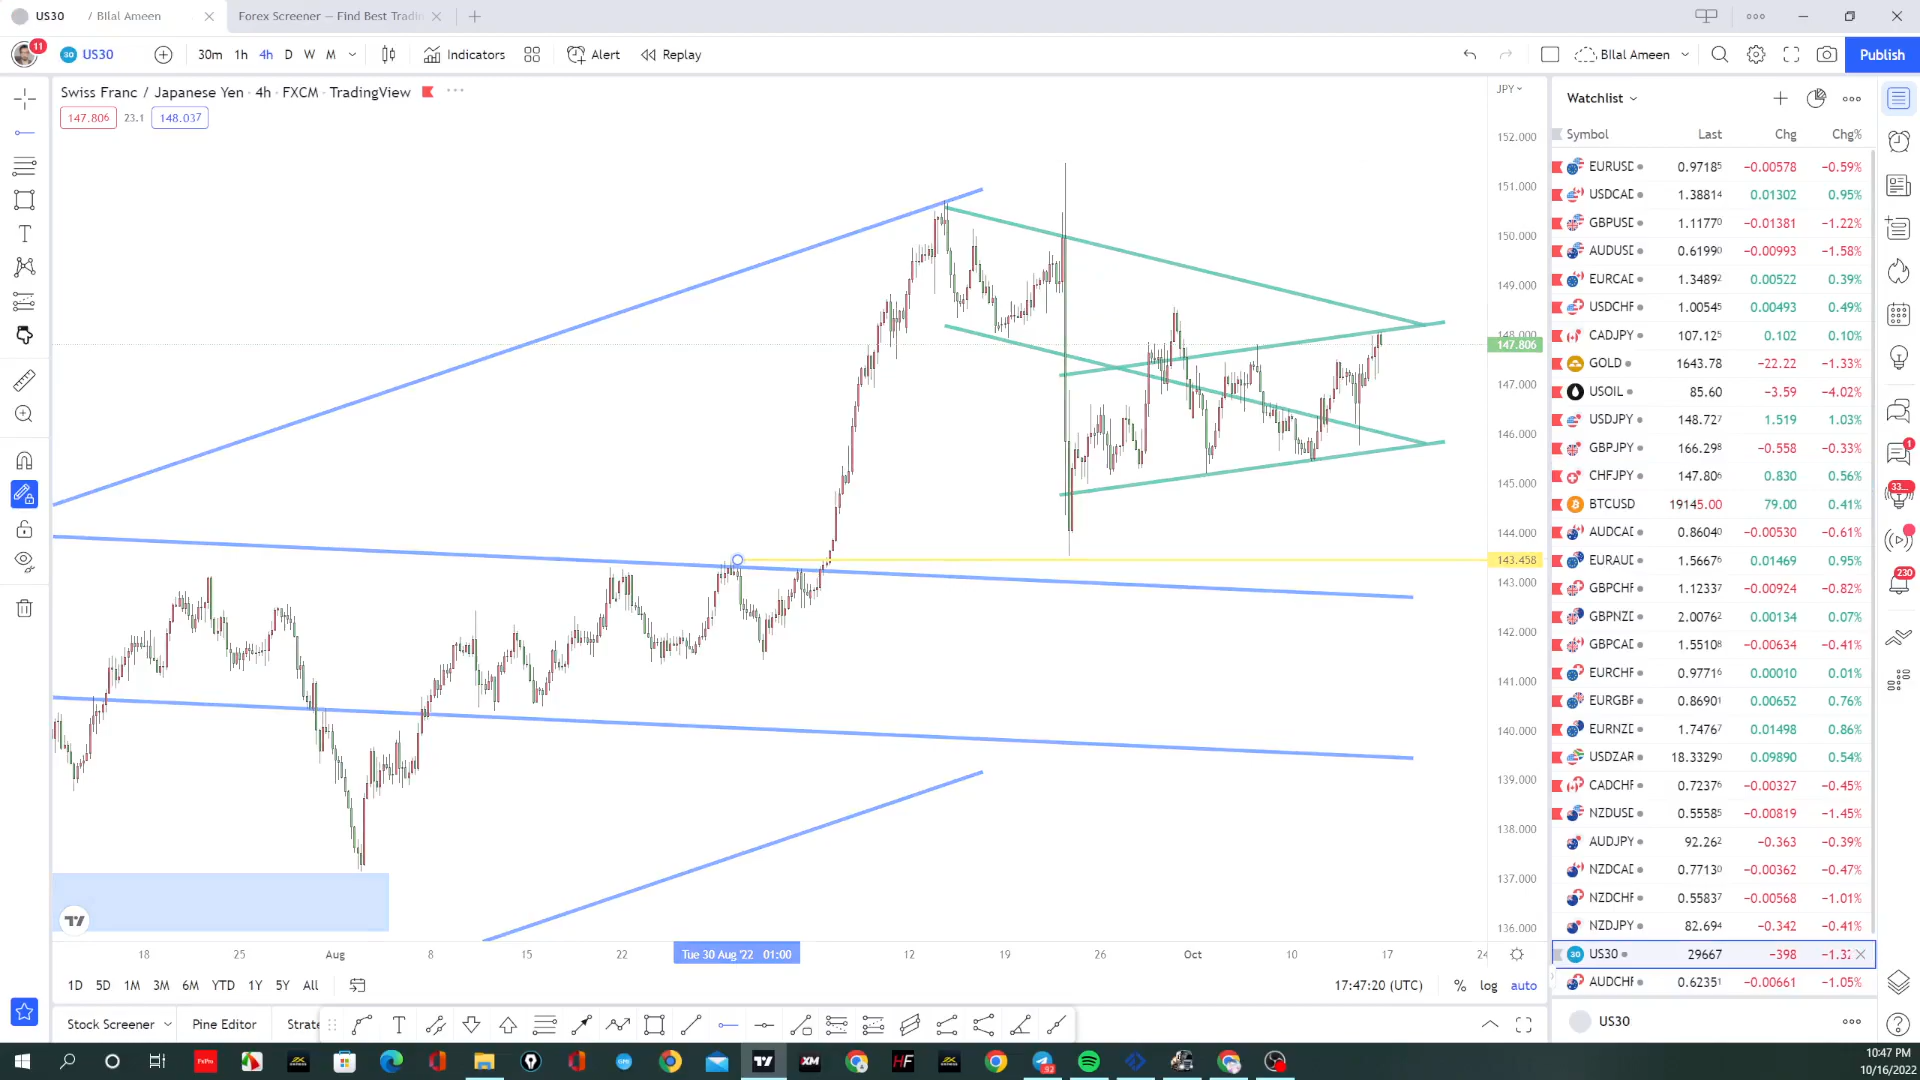 US30 / BIlal Ameen
Forex Screener — Find Best Tradin
11
30 US30
30m 1h 4h D W M
Indicators
Alert
Replay
BIlal Ameen
Publish
Swiss Franc / Japanese Yen · 4h · FXCM · TradingView
147.806 23.1 148.037
JPY
152.000
151.000
150.000
149.000
148.000
147.806
147.000
146.000
145.000
144.000
143.458
143.000
142.000
141.000
140.000
139.000
138.000
137.000
136.000
18 25 Aug 8 15 22 Tue 30 Aug '22 01:00 12 19 26 Oct 10 17 24
1D 5D 1M 3M 6M YTD 1Y 5Y All
17:47:20 (UTC) % log auto
Stock Screener Pine Editor Strate
Watchlist
Symbol Last Chg Chg%
EURUSD 0.97185 −0.00578 −0.59%
USDCAD 1.38814 0.01302 0.95%
GBPUSD 1.11770 −0.01381 −1.22%
AUDUSD 0.61990 −0.00993 −1.58%
EURCAD 1.34892 0.00522 0.39%
USDCHF 1.00545 0.00493 0.49%
CADJPY 107.125 0.102 0.10%
GOLD 1643.78 −22.22 −1.33%
USOIL 85.60 −3.59 −4.02%
USDJPY 148.727 1.519 1.03%
GBPJPY 166.298 −0.558 −0.33%
CHFJPY 147.806 0.830 0.56%
BTCUSD 19145.00 79.00 0.41%
AUDCAD 0.86040 −0.00530 −0.61%
EURAUD 1.56676 0.01469 0.95%
GBPCHF 1.12337 −0.00924 −0.82%
GBPNZD 2.00762 0.00134 0.07%
GBPCAD 1.55108 −0.00634 −0.41%
EURCHF 0.97716 0.00010 0.01%
EURGBP 0.86901 0.00652 0.76%
EURNZD 1.74767 0.01498 0.86%
USDZAR 18.33290 0.09890 0.54%
CADCHF 0.72376 −0.00327 −0.45%
NZDUSD 0.55585 −0.00819 −1.45%
AUDJPY 92.262 −0.363 −0.39%
NZDCAD 0.77130 −0.00362 −0.47%
NZDCHF 0.55837 −0.00568 −1.01%
NZDJPY 82.694 −0.342 −0.41%
30 US30 29667 −398 −1.32
AUDCHF 0.62351 −0.00661 −1.05%
US30
1
33...
230
10:47 PM
10/16/2022